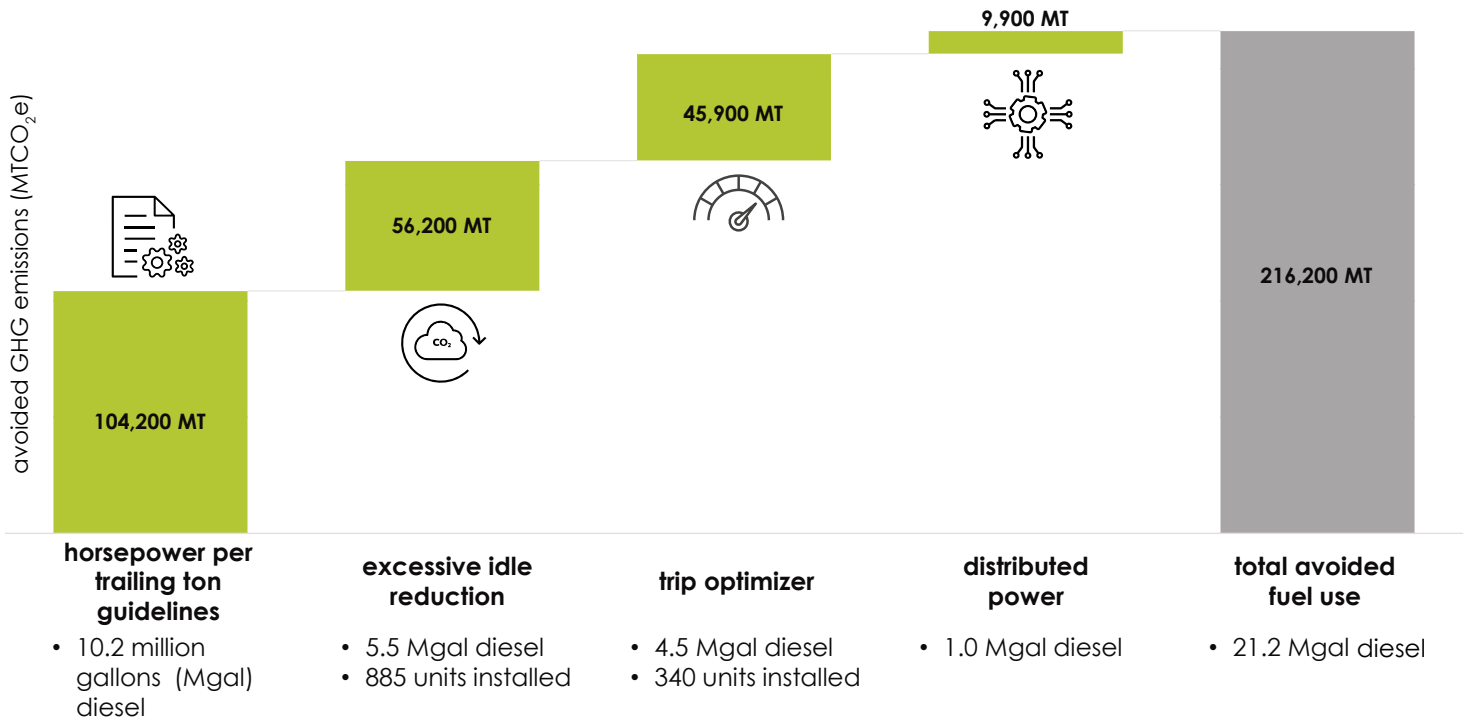 avoided GHG emissions (MTCO₂e)
104,200 MT
56,200 MT
45,900 MT
9,900 MT
216,200 MT
CO₂
horsepower per
trailing ton
guidelines
• 10.2 million
gallons (Mgal)
diesel
excessive idle
reduction
• 5.5 Mgal diesel
• 885 units installed
trip optimizer
• 4.5 Mgal diesel
• 340 units installed
distributed
power
• 1.0 Mgal diesel
total avoided
fuel use
• 21.2 Mgal diesel